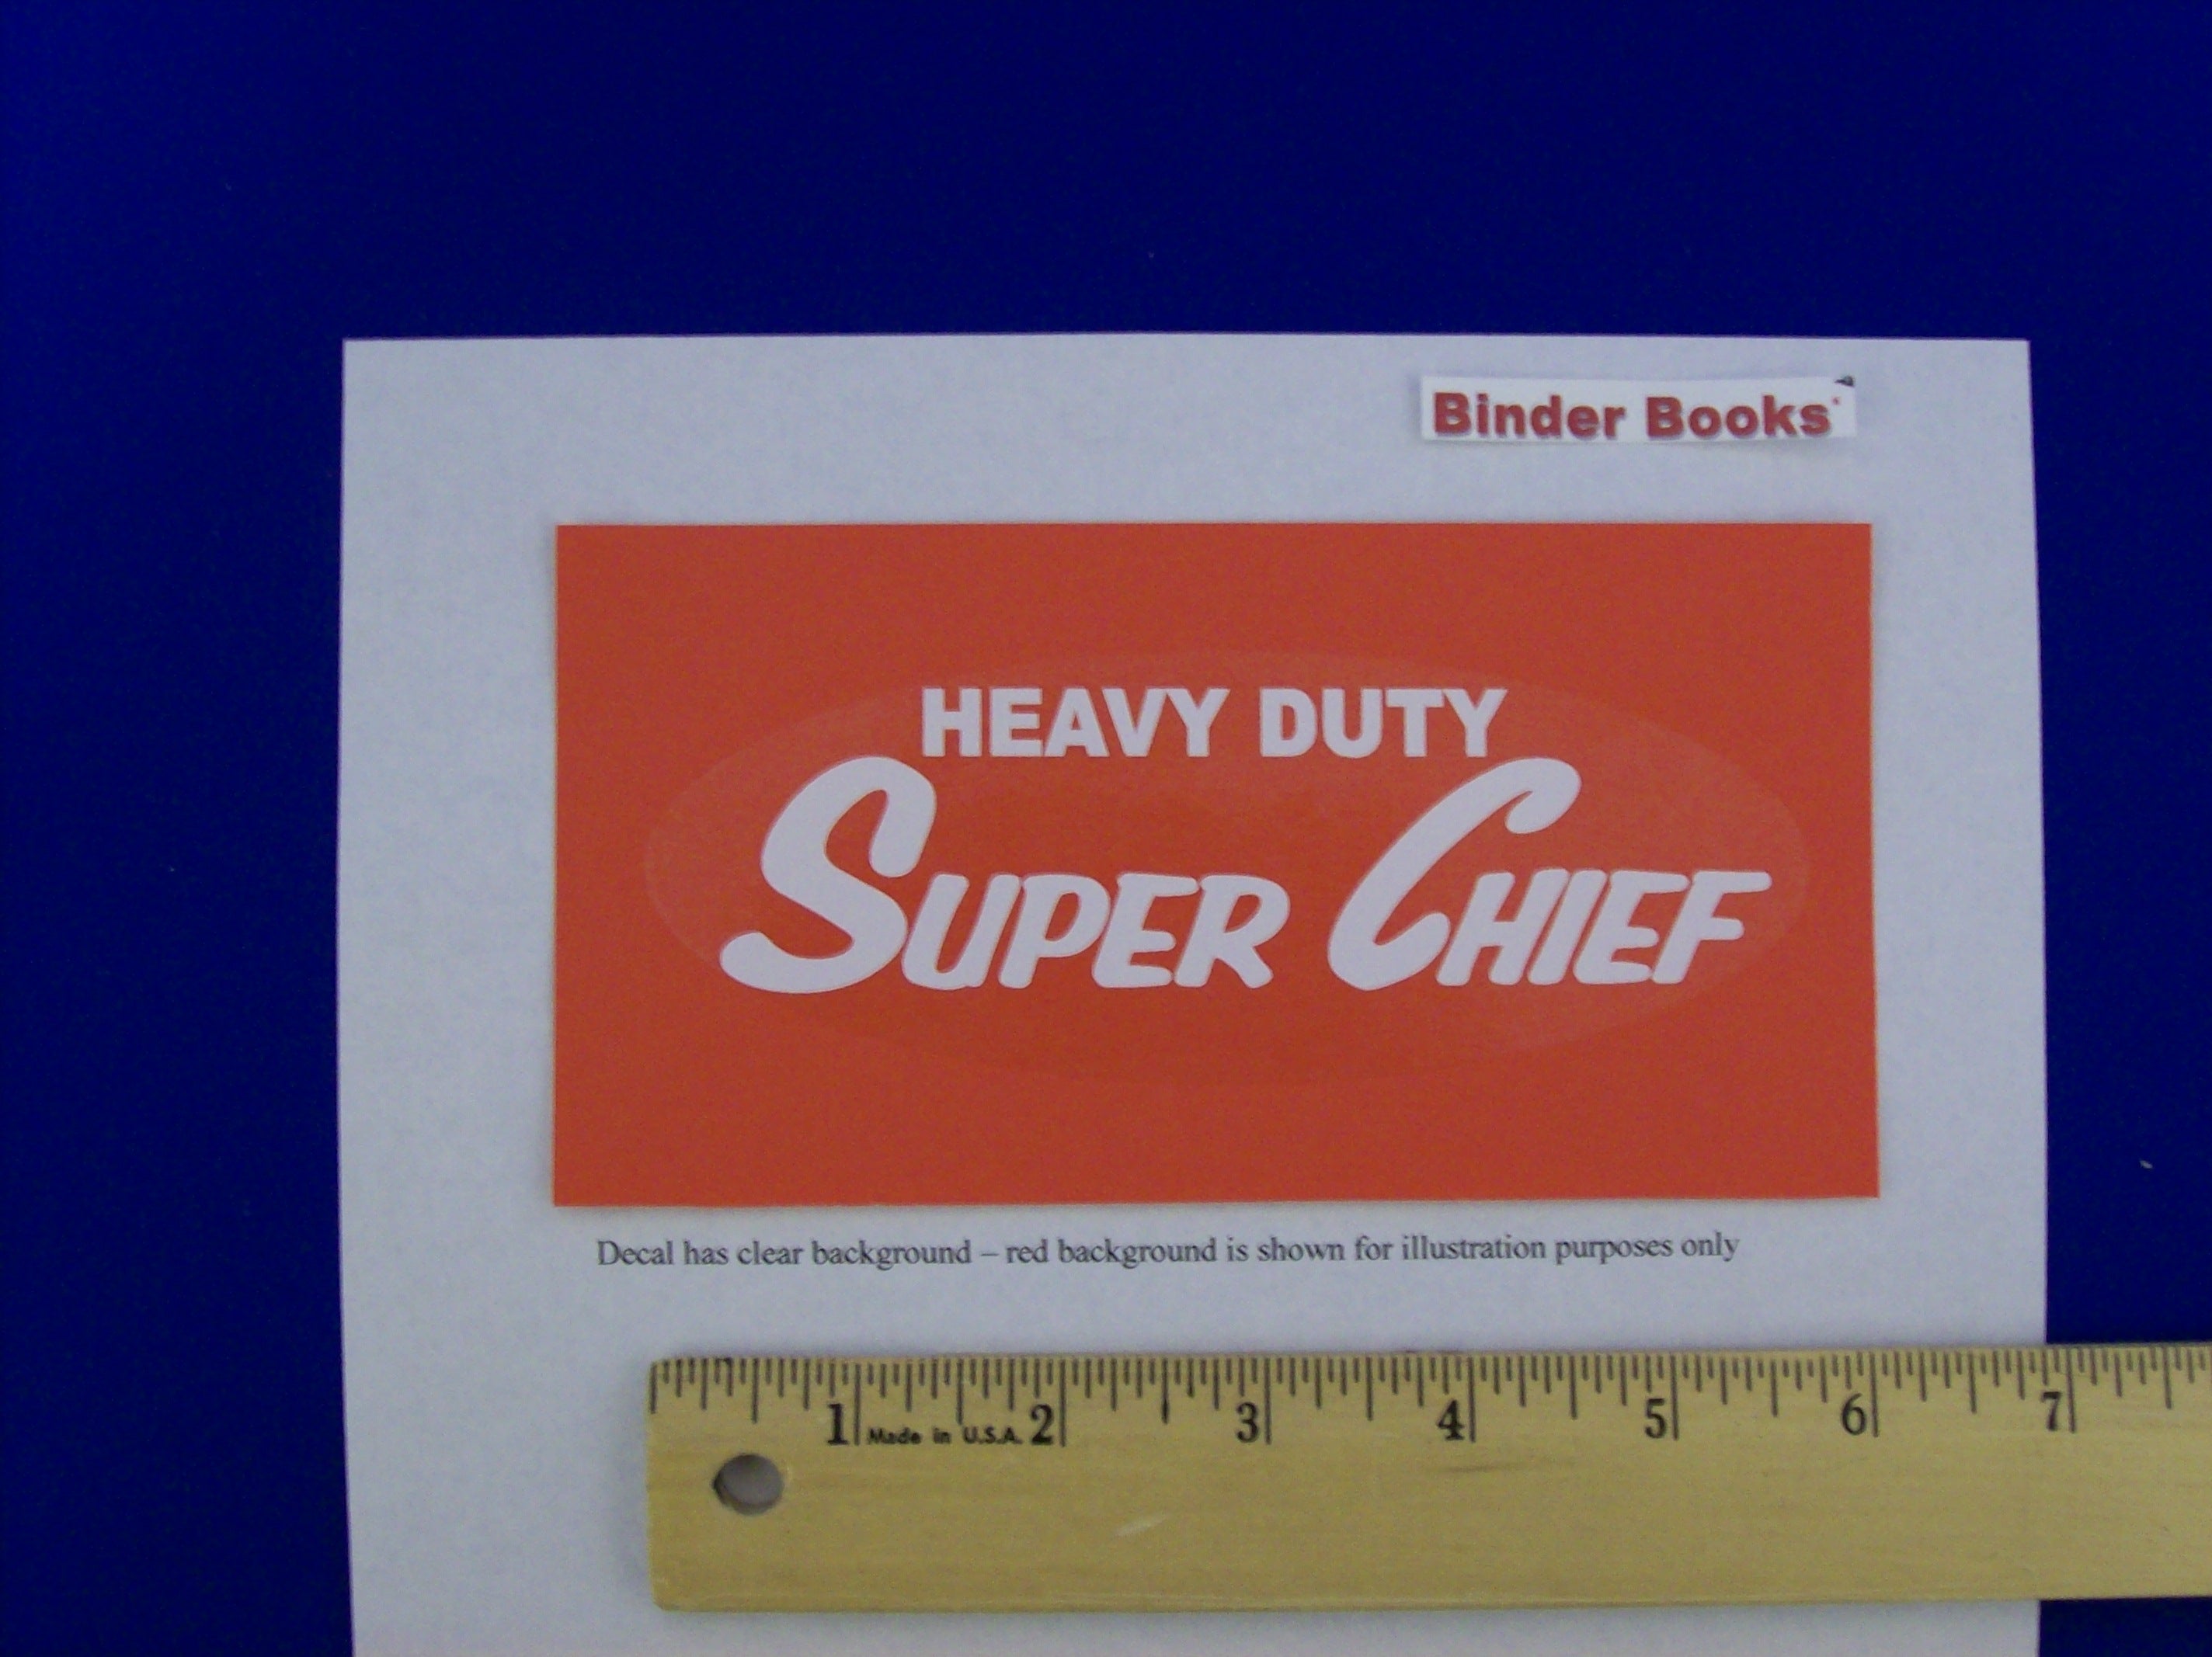 Binder Books
HEAVY DUTY
SUPER CHIEF
Decal has clear background – red background is shown for illustration purposes only
1 2 3 4 5 6 7
Made in U.S.A.